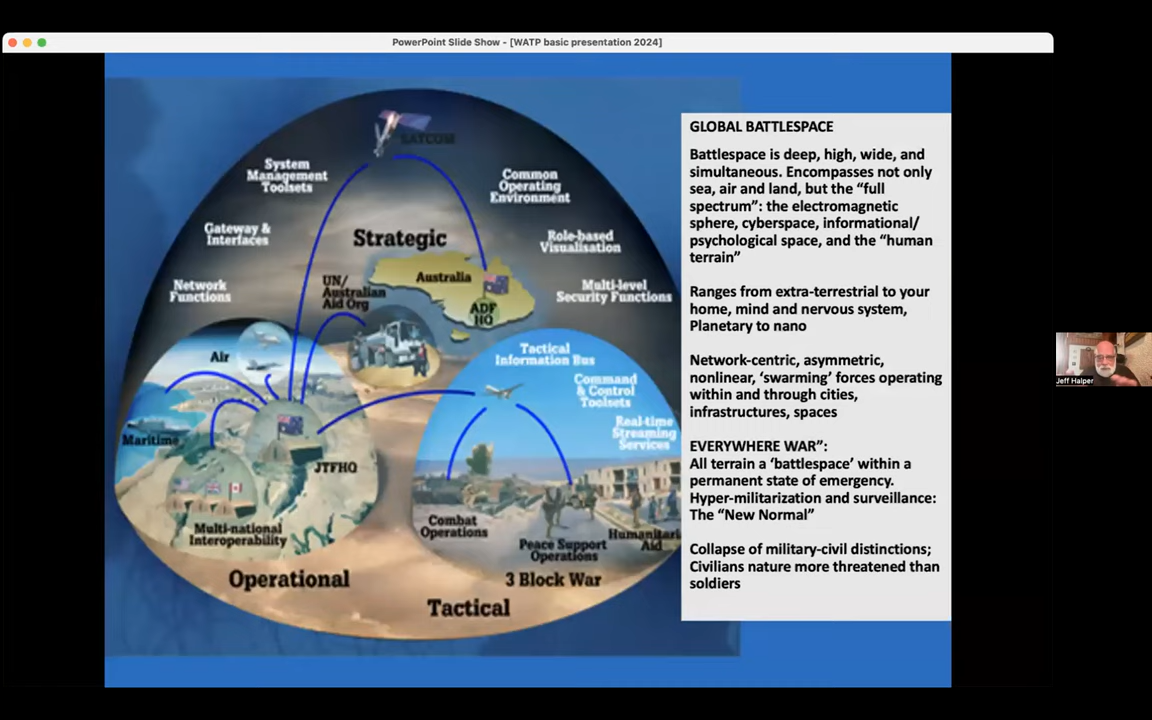 PowerPoint Slide Show - [WATP basic presentation 2024]
SATCOM
System
Management
Toolsets
Common
Operating
Environment
Gateway &
Interfaces
Strategic
Role-based
Visualisation
Network
Functions
UN/
Australian
Aid Org
Australia
Multi-level
Security Functions
ADF
HQ
Air
Tactical
Information Bus
Command
& Control
Toolsets
Real-time
Streaming
Services
Maritime
JTFHQ
Multi-national
Interoperability
Combat
Operations
Peace Support
Operations
Humanitari
Aid
Operational
3 Block War
Tactical
GLOBAL BATTLESPACE
Battlespace is deep, high, wide, and
simultaneous. Encompasses not only
sea, air and land, but the “full
spectrum”: the electromagnetic
sphere, cyberspace, informational/
psychological space, and the “human
terrain”
Ranges from extra-terrestrial to your
home, mind and nervous system,
Planetary to nano
Network-centric, asymmetric,
nonlinear, ‘swarming’ forces operating
within and through cities,
infrastructures, spaces
EVERYWHERE WAR”:
All terrain a ‘battlespace’ within a
permanent state of emergency.
Hyper-militarization and surveillance:
The “New Normal”
Collapse of military-civil distinctions;
Civilians nature more threatened than
soldiers
Jeff Halper